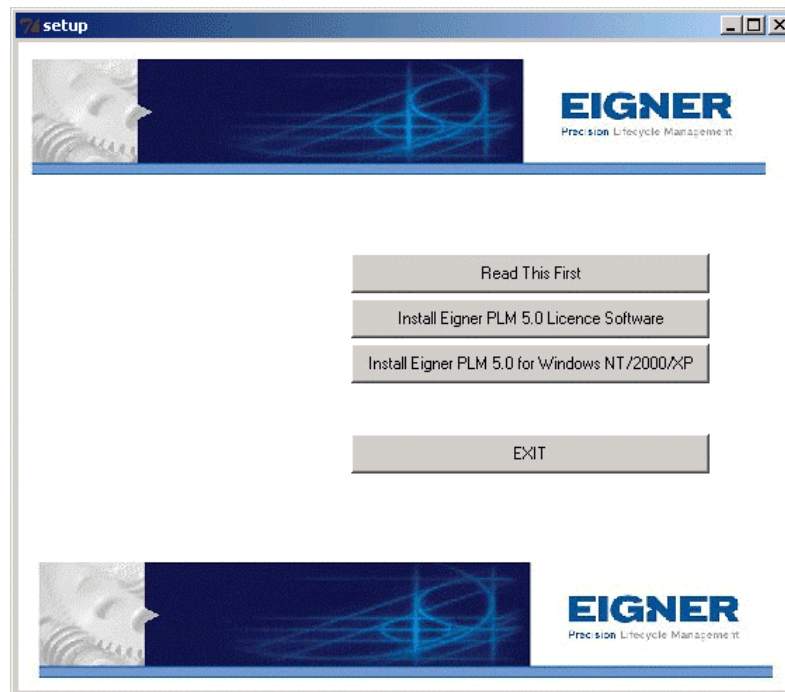 setup
EIGNER
Precision Lifecycle Management
Read This First
Install Eigner PLM 5.0 Licence Software
Install Eigner PLM 5.0 for Windows NT/2000/XP
EXIT
EIGNER
Precision Lifecycle Management